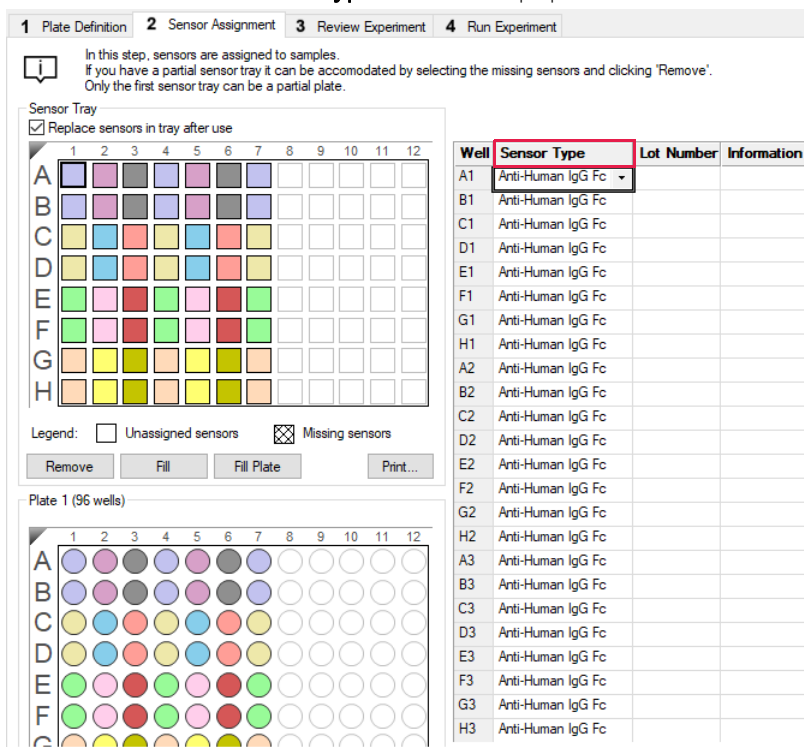 1 Plate Definition 2 Sensor Assignment 3 Review Experiment 4 Run Experiment
In this step, sensors are assigned to samples.
If you have a partial sensor tray it can be accomodated by selecting the missing sensors and clicking 'Remove'.
Only the first sensor tray can be a partial plate.
Sensor Tray
Replace sensors in tray after use
1 2 3 4 5 6 7 8 9 10 11 12
A
B
C
D
E
F
G
H
Legend: Unassigned sensors Missing sensors
Remove Fill Fill Plate Print...
Plate 1 (96 wells)
1 2 3 4 5 6 7 8 9 10 11 12
A
B
C
D
E
F
Well Sensor Type Lot Number Information
A1 Anti-Human IgG Fc
B1 Anti-Human IgG Fc
C1 Anti-Human IgG Fc
D1 Anti-Human IgG Fc
E1 Anti-Human IgG Fc
F1 Anti-Human IgG Fc
G1 Anti-Human IgG Fc
H1 Anti-Human IgG Fc
A2 Anti-Human IgG Fc
B2 Anti-Human IgG Fc
C2 Anti-Human IgG Fc
D2 Anti-Human IgG Fc
E2 Anti-Human IgG Fc
F2 Anti-Human IgG Fc
G2 Anti-Human IgG Fc
H2 Anti-Human IgG Fc
A3 Anti-Human IgG Fc
B3 Anti-Human IgG Fc
C3 Anti-Human IgG Fc
D3 Anti-Human IgG Fc
E3 Anti-Human IgG Fc
F3 Anti-Human IgG Fc
G3 Anti-Human IgG Fc
H3 Anti-Human IgG Fc